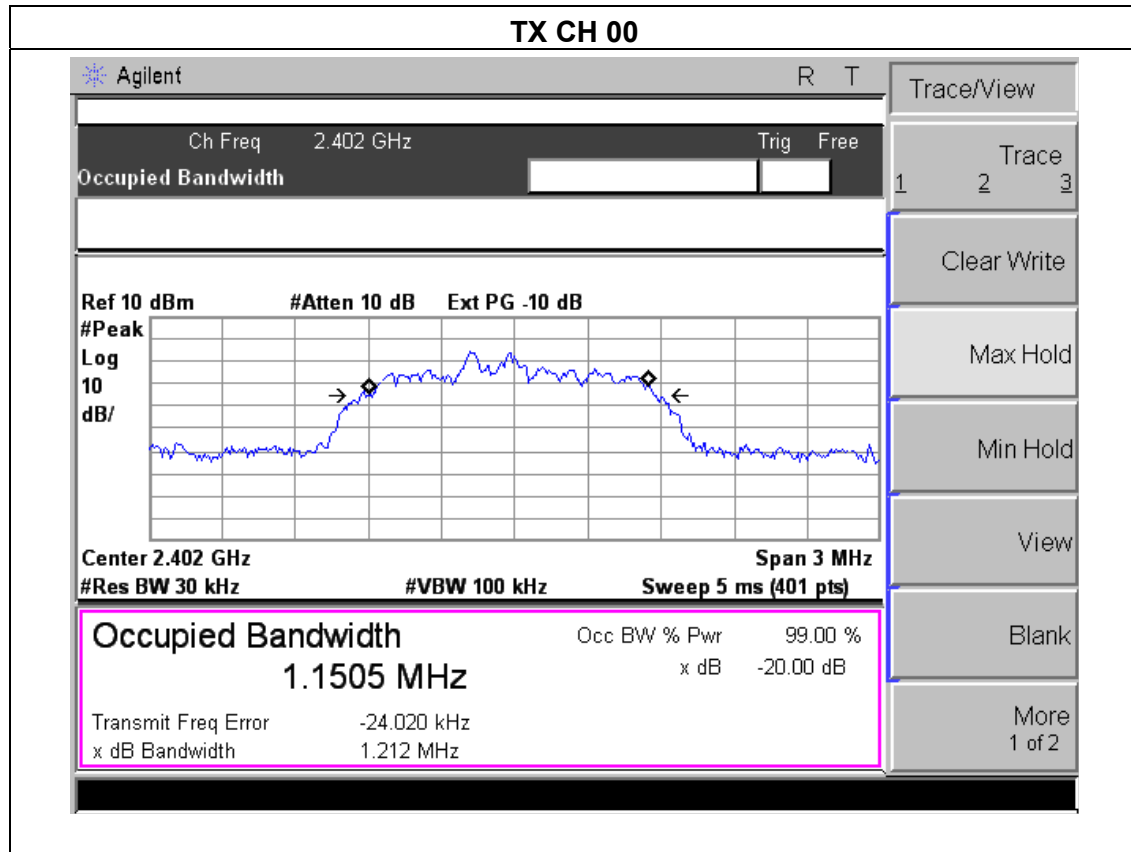 TX CH 00
Agilent R T
Ch Freq 2.402 GHz Trig Free
Occupied Bandwidth
Ref 10 dBm #Atten 10 dB Ext PG -10 dB
#Peak
Log
10
dB/
Center 2.402 GHz Span 3 MHz
#Res BW 30 kHz #VBW 100 kHz Sweep 5 ms (401 pts)
Occupied Bandwidth Occ BW % Pwr 99.00 %
1.1505 MHz x dB -20.00 dB
Transmit Freq Error -24.020 kHz
x dB Bandwidth 1.212 MHz
Trace/View
Trace
1 2 3
Clear Write
Max Hold
Min Hold
View
Blank
More
1 of 2